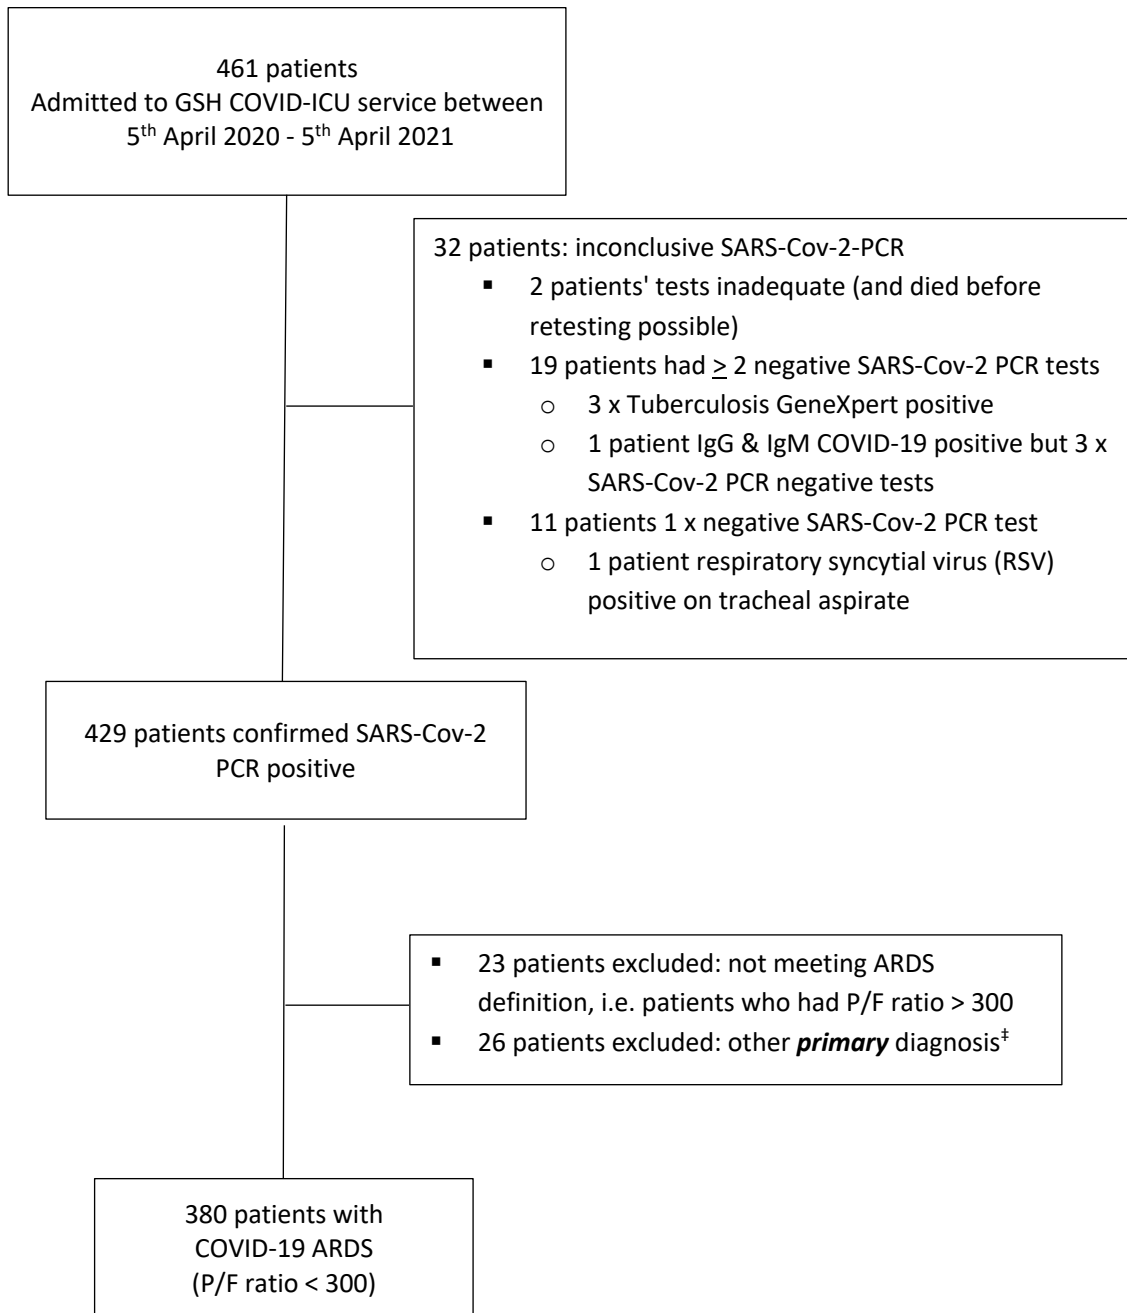 461 patients
Admitted to GSH COVID-ICU service between
5th April 2020 - 5th April 2021
32 patients: inconclusive SARS-Cov-2-PCR
▪ 2 patients' tests inadequate (and died before
retesting possible)
▪ 19 patients had ≥ 2 negative SARS-Cov-2 PCR tests
o 3 x Tuberculosis GeneXpert positive
o 1 patient IgG & IgM COVID-19 positive but 3 x
SARS-Cov-2 PCR negative tests
▪ 11 patients 1 x negative SARS-Cov-2 PCR test
o 1 patient respiratory syncytial virus (RSV)
positive on tracheal aspirate
429 patients confirmed SARS-Cov-2
PCR positive
▪ 23 patients excluded: not meeting ARDS
definition, i.e. patients who had P/F ratio > 300
▪ 26 patients excluded: other primary diagnosis‡
380 patients with
COVID-19 ARDS
(P/F ratio < 300)